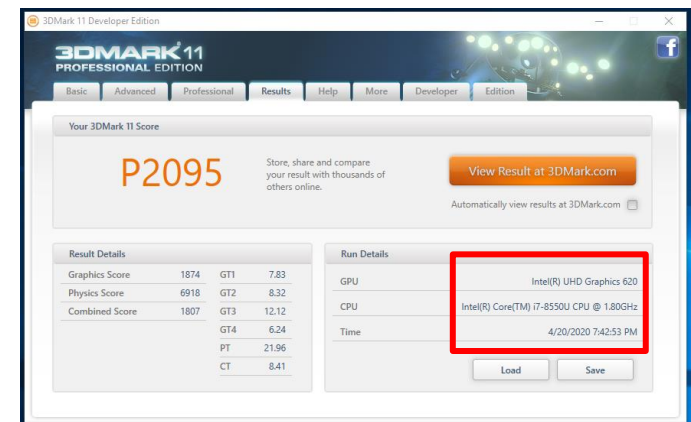 3DMark 11 Developer Edition
3DMARK'11
PROFESSIONAL EDITION
Basic Advanced Professional Results Help More Developer Edition
Your 3DMark 11 Score
P2095
Store, share and compare
your result with thousands of
others online.
View Result at 3DMark.com
Automatically view results at 3DMark.com
Result Details
Graphics Score 1874 GT1 7.83
Physics Score 6918 GT2 8.32
Combined Score 1807 GT3 12.12
GT4 6.24
PT 21.96
CT 8.41
Run Details
GPU Intel(R) UHD Graphics 620
CPU Intel(R) Core(TM) i7-8550U CPU @ 1.80GHz
Time 4/20/2020 7:42:53 PM
Load Save